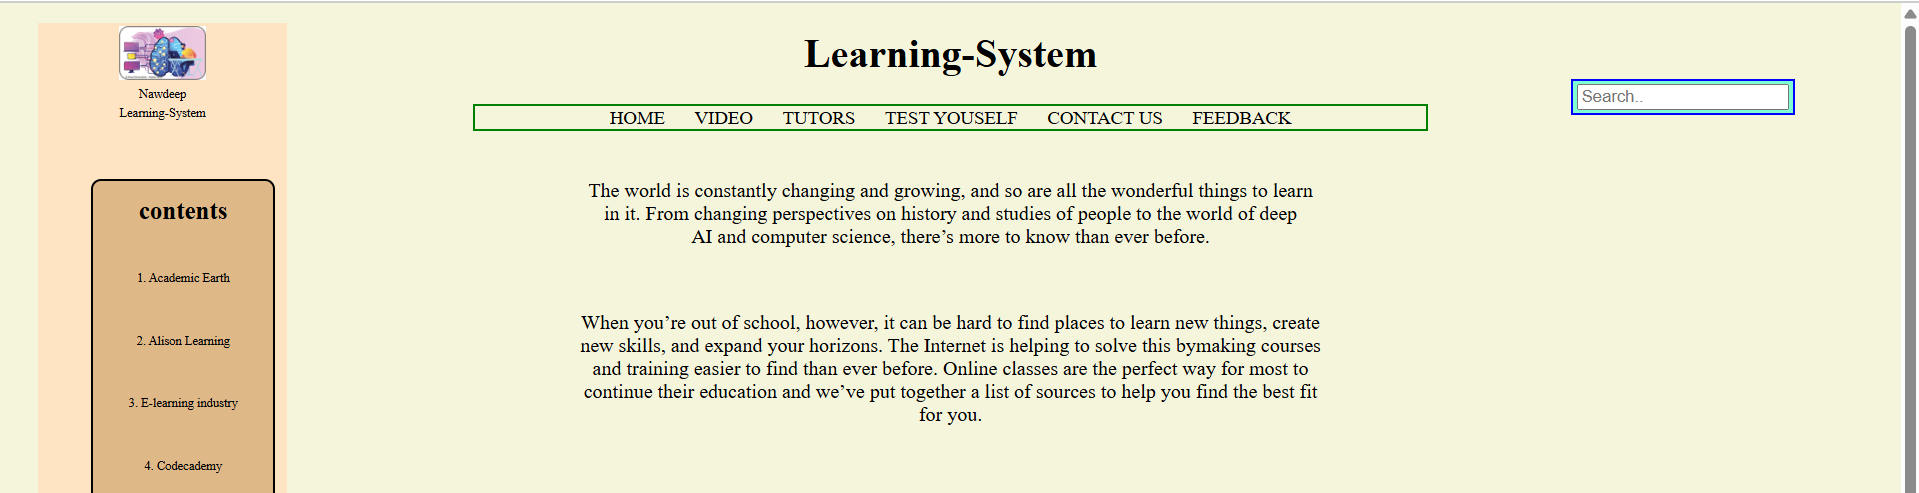 Nawdeep
Learning-System
contents
1. Academic Earth
2. Alison Learning
3. E-learning industry
4. Codecademy
Learning-System
HOME VIDEO TUTORS TEST YOUSELF CONTACT US FEEDBACK
Search..
The world is constantly changing and growing, and so are all the wonderful things to learn
in it. From changing perspectives on history and studies of people to the world of deep
AI and computer science, there’s more to know than ever before.
When you’re out of school, however, it can be hard to find places to learn new things, create
new skills, and expand your horizons. The Internet is helping to solve this bymaking courses
and training easier to find than ever before. Online classes are the perfect way for most to
continue their education and we’ve put together a list of sources to help you find the best fit
for you.